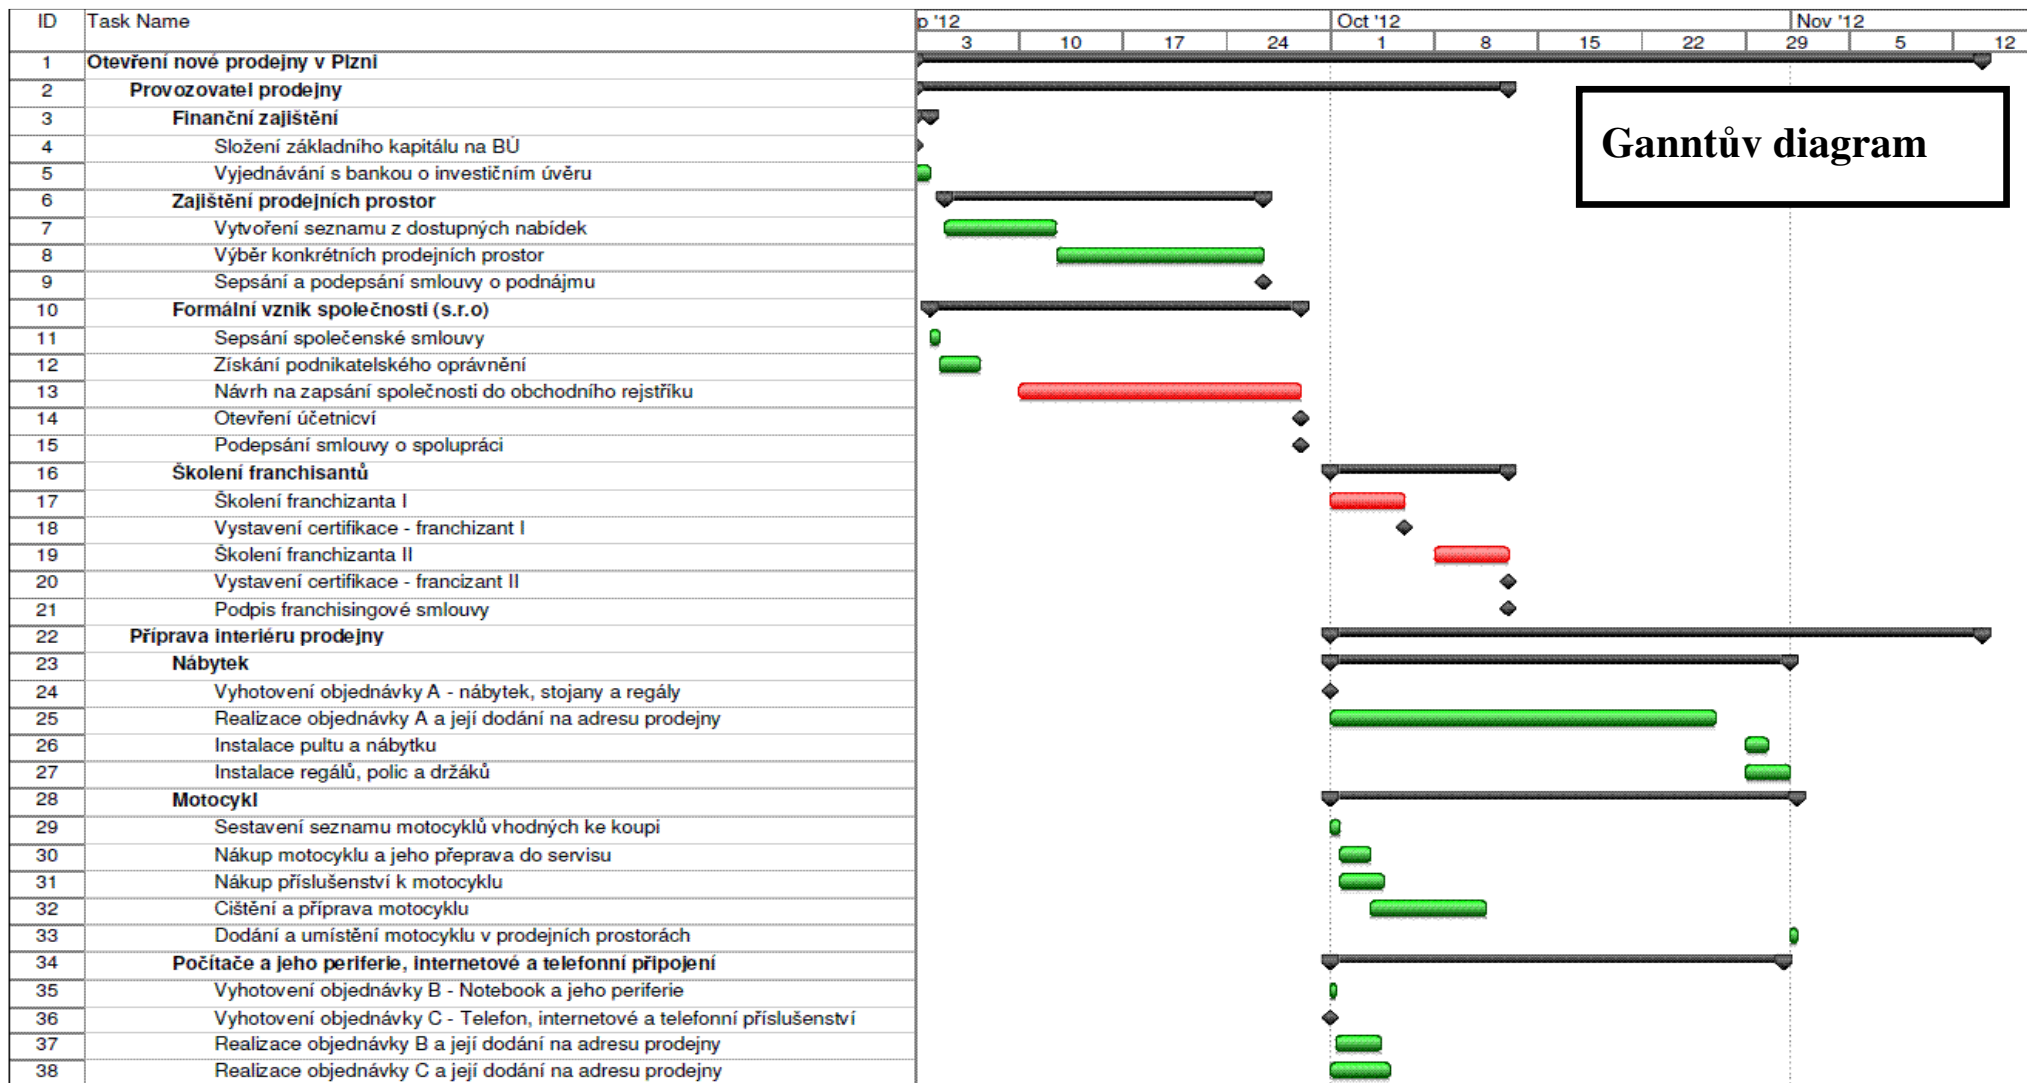 ID Task Name p '12 Oct '12 Nov '12
3 10 17 24 1 8 15 22 29 5 12
1 Otevření nové prodejny v Plzni
2 Provozovatel prodejny
3 Finanční zajištění
4 Složení základního kapitálu na BÚ
5 Vyjednávání s bankou o investičním úvěru
6 Zajištění prodejních prostor
7 Vytvoření seznamu z dostupných nabídek
8 Výběr konkrétních prodejních prostor
9 Sepsání a podepsání smlouvy o podnájmu
10 Formální vznik společnosti (s.r.o)
11 Sepsání společenské smlouvy
12 Získání podnikatelského oprávnění
13 Návrh na zapsání společnosti do obchodního rejstříku
14 Otevření účetnicví
15 Podepsání smlouvy o spolupráci
16 Školení franchisantů
17 Školení franchizanta I
18 Vystavení certifikace - franchizant I
19 Školení franchizanta II
20 Vystavení certifikace - francizant II
21 Podpis franchisingové smlouvy
22 Příprava interiéru prodejny
23 Nábytek
24 Vyhotovení objednávky A - nábytek, stojany a regály
25 Realizace objednávky A a její dodání na adresu prodejny
26 Instalace pultu a nábytku
27 Instalace regálů, polic a držáků
28 Motocykl
29 Sestavení seznamu motocyklů vhodných ke koupi
30 Nákup motocyklu a jeho přeprava do servisu
31 Nákup příslušenství k motocyklu
32 Čištění a příprava motocyklu
33 Dodání a umístění motocyklu v prodejních prostorách
34 Počítače a jeho periferie, internetové a telefonní připojení
35 Vyhotovení objednávky B - Notebook a jeho periferie
36 Vyhotovení objednávky C - Telefon, internetové a telefonní příslušenství
37 Realizace objednávky B a její dodání na adresu prodejny
38 Realizace objednávky C a její dodání na adresu prodejny
Ganntův diagram